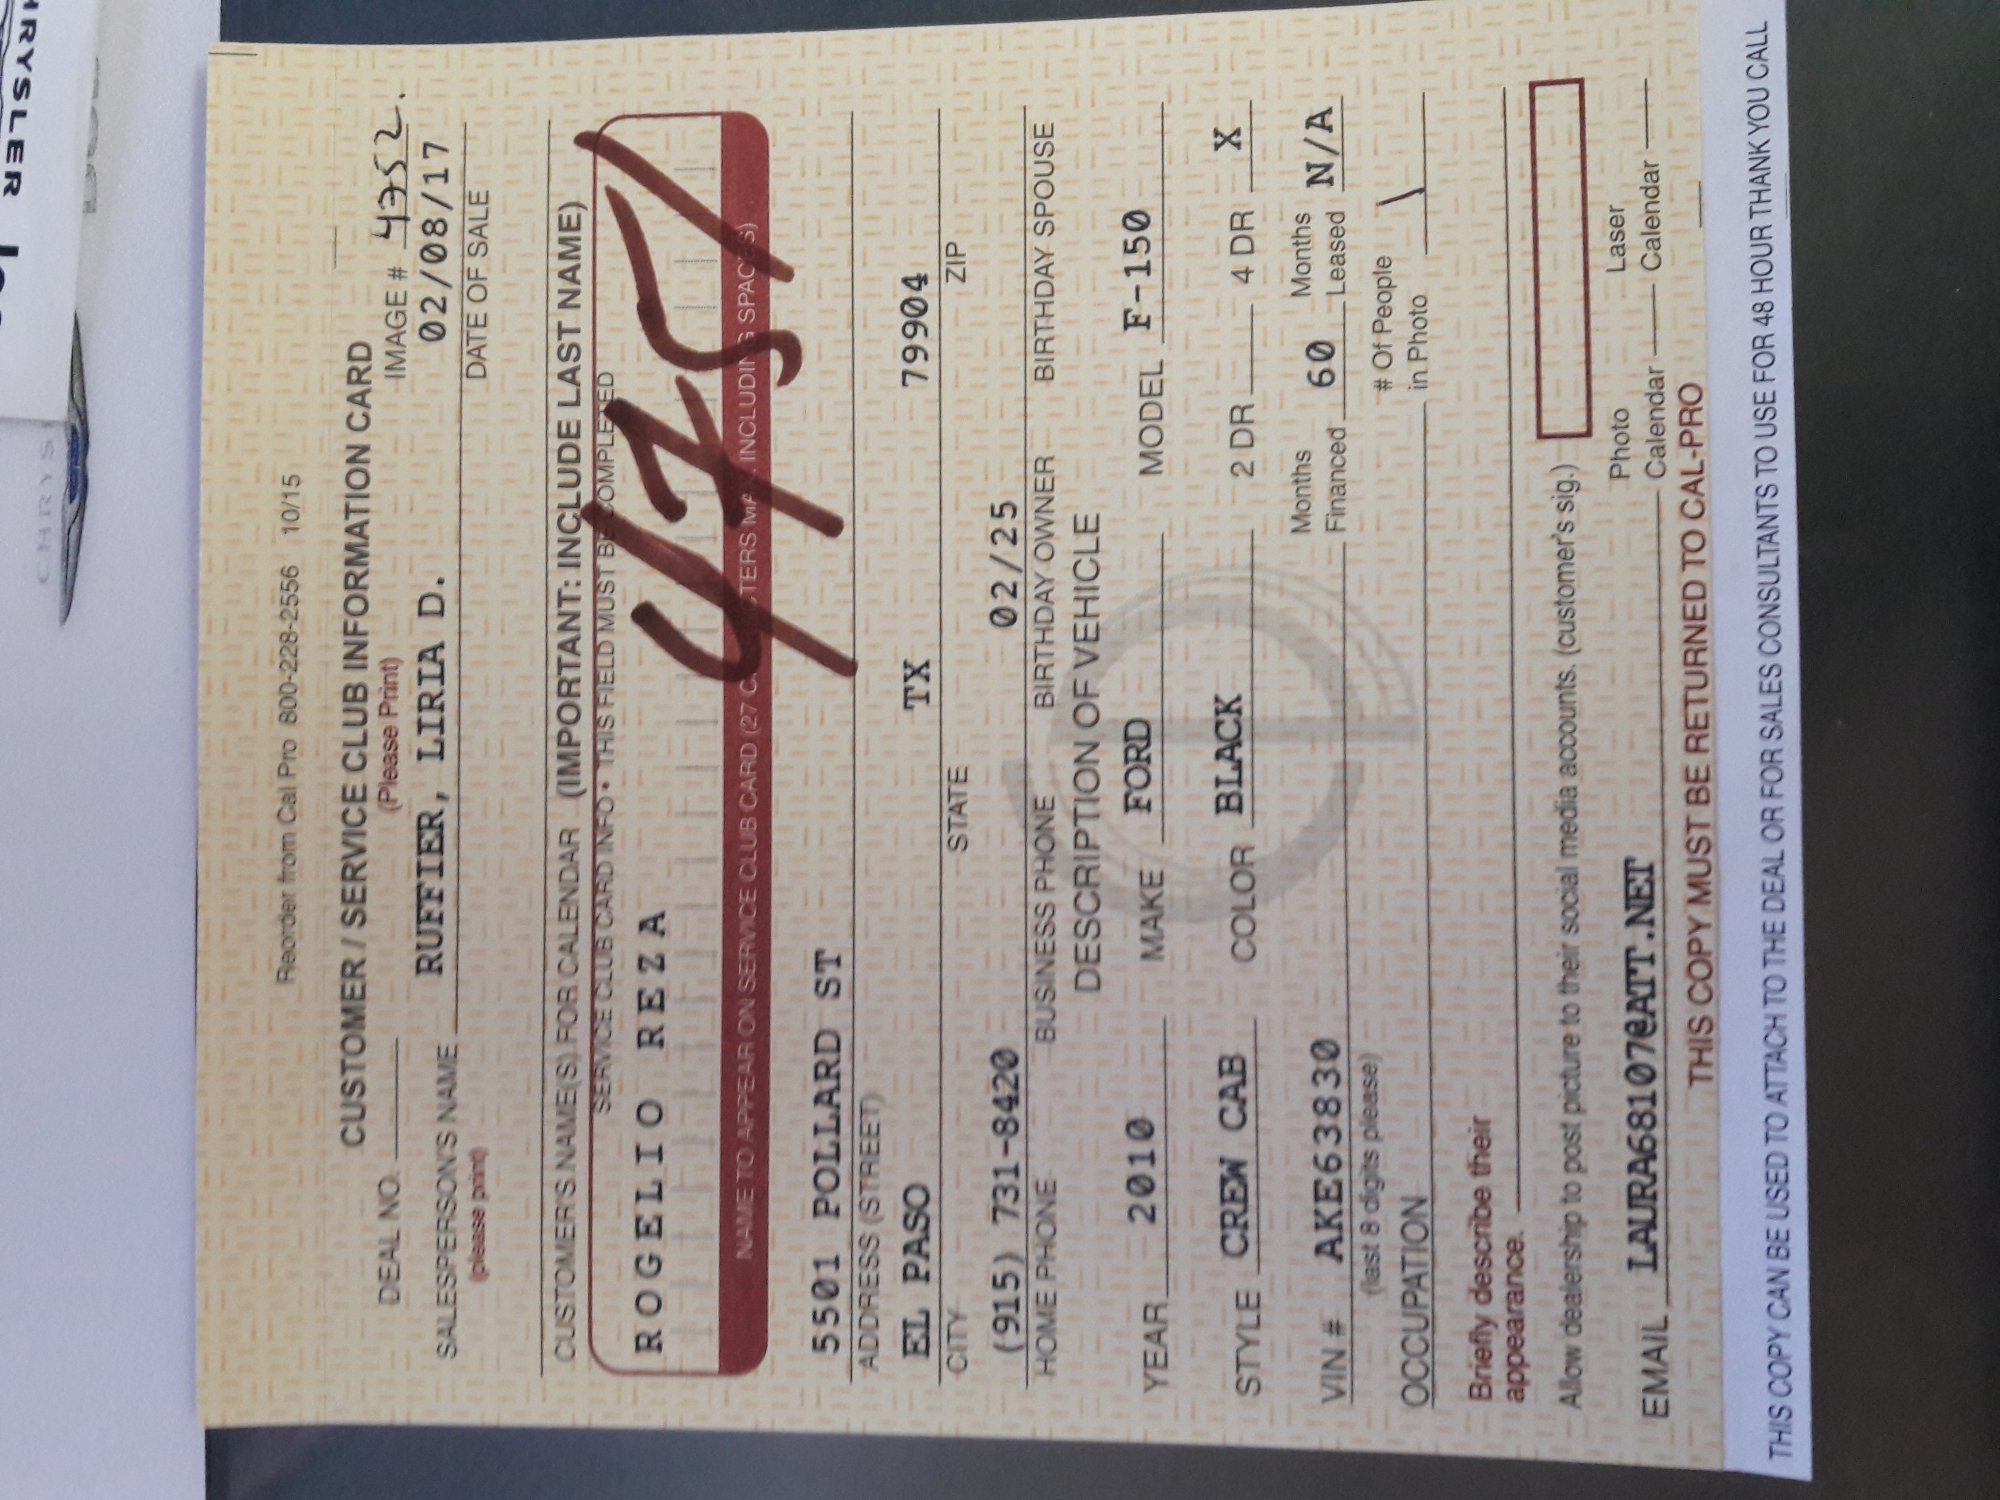 HRYSLER
CHRYS
Reorder from Cal Pro 800-228-2556 10/15
CUSTOMER / SERVICE CLUB INFORMATION CARD
(Please Print)
DEAL NO.
IMAGE # 4752.
SALESPERSON'S NAME RUFFIER, LIRIA D. 02/08/17
(please print)
DATE OF SALE
CUSTOMER'S NAME(S) FOR CALENDAR (IMPORTANT: INCLUDE LAST NAME)
SERVICE CLUB CARD INFO • THIS FIELD MUST BE COMPLETED
ROGELIO REZA
4751
NAME TO APPEAR ON SERVICE CLUB CARD (27 INCLUDING SPACES)
5501 POLLARD ST
ADDRESS (STREET)
EL PASO TX 79904
CITY STATE ZIP
(915) 731-8420 02/25
HOME PHONE BUSINESS PHONE BIRTHDAY OWNER BIRTHDAY SPOUSE
DESCRIPTION OF VEHICLE
YEAR 2010 MAKE FORD MODEL F-150
STYLE CREW CAB COLOR BLACK 2 DR 4 DR X
VIN # AKE63830 Months Financed 60 Months Leased N/A
(last 8 digits please)
OCCUPATION # Of People in Photo \
Briefly describe their
appearance.
Allow dealership to post picture to their social media accounts. (customer's sig.)
EMAIL LAURA68107@ATT.NET Photo Calendar Laser Calendar
THIS COPY MUST BE RETURNED TO CAL-PRO
THIS COPY CAN BE USED TO ATTACH TO THE DEAL OR FOR SALES CONSULTANTS TO USE FOR 48 HOUR THANK YOU CALL